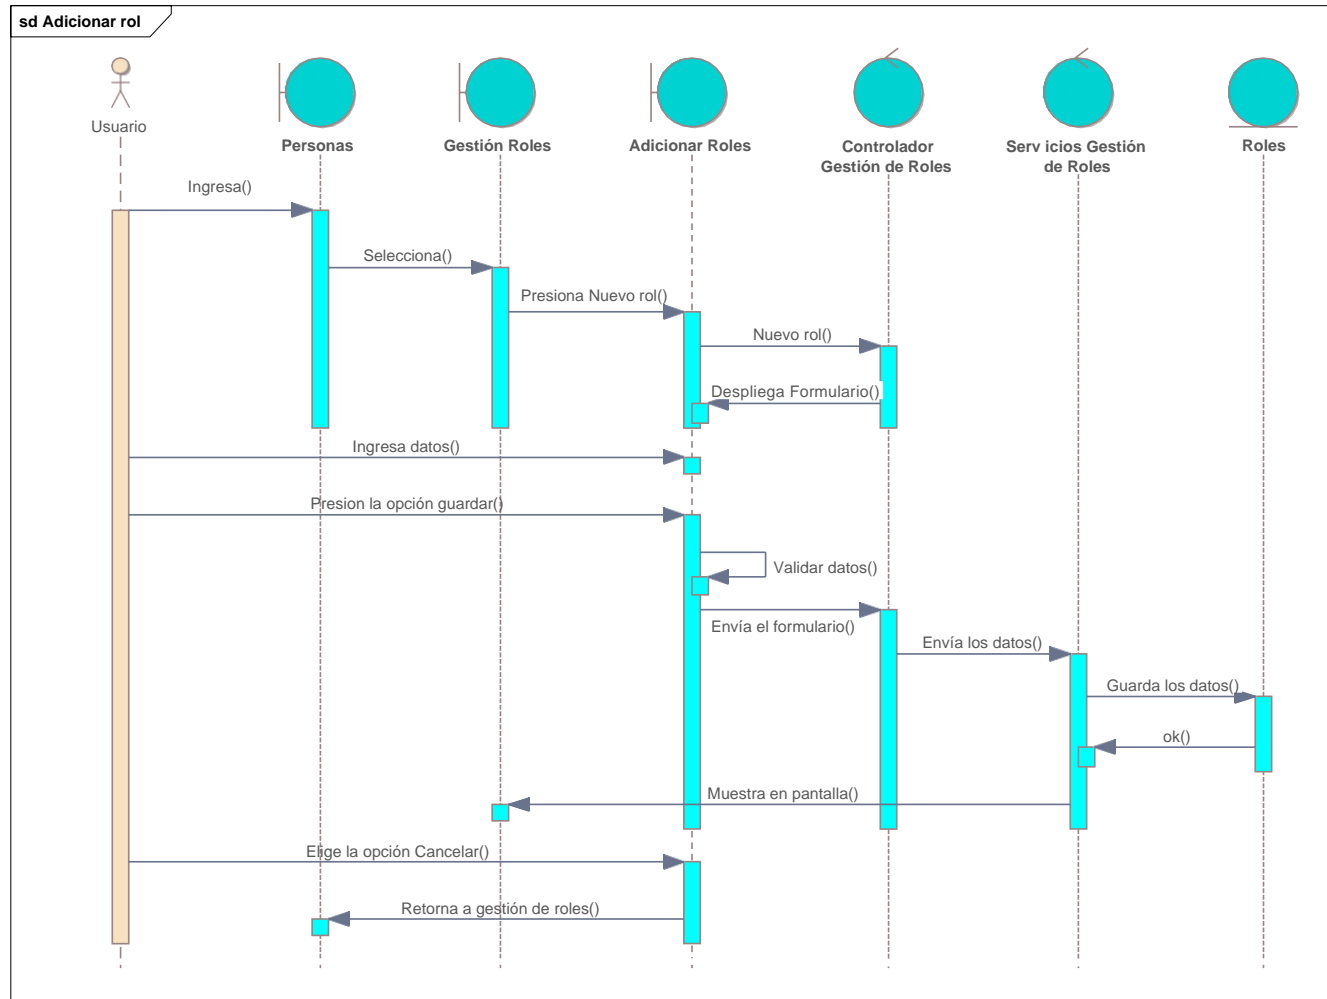 sd Adicionar rol
Usuario
Personas
Gestión Roles
Adicionar Roles
Controlador
Gestión de Roles
Serv icios Gestión
de Roles
Roles
Ingresa()
Selecciona()
Presiona Nuevo rol()
Nuevo rol()
Despliega Formulario()
Ingresa datos()
Presion la opción guardar()
Validar datos()
Envía el formulario()
Envía los datos()
Guarda los datos()
ok()
Muestra en pantalla()
Elige la opción Cancelar()
Retorna a gestión de roles()